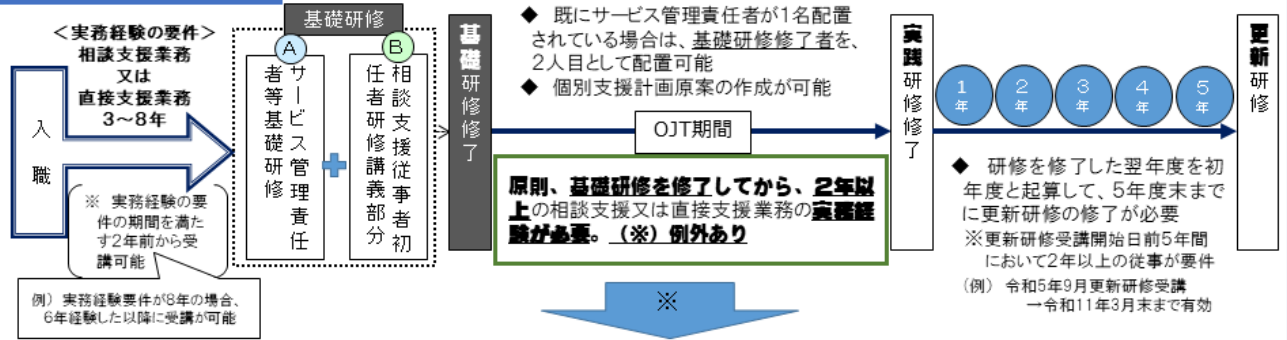 ＜実務経験の要件＞
相談支援業務
又は
直接支援業務
3～8年
入職
※ 実務経験の要
件の期間を満た
す2年前から受
講可能
例）実務経験要件が8年の場合、
6年経験した以降に受講が可能
基礎研修
A
サービス管理責任
者等基礎研修
B
相談支援従事者初
任者研修講義部分
基礎研修修了
◆ 既にサービス管理責任者が1名配置
されている場合は、基礎研修修了者を、
2人目として配置可能
◆ 個別支援計画原案の作成が可能
OJT期間
原則、基礎研修を修了してから、2年以
上の相談支援又は直接支援業務の実務経
験が必要。（※）例外あり
※
実践研修修了
1年
2年
3年
4年
5年
◆ 研修を修了した翌年度を初
年度と起算して、5年度末まで
に更新研修の修了が必要
※更新研修受講開始日前5年間
において2年以上の従事が要件
（例） 令和5年9月更新研修受講
→令和11年3月末まで有効
更新研修